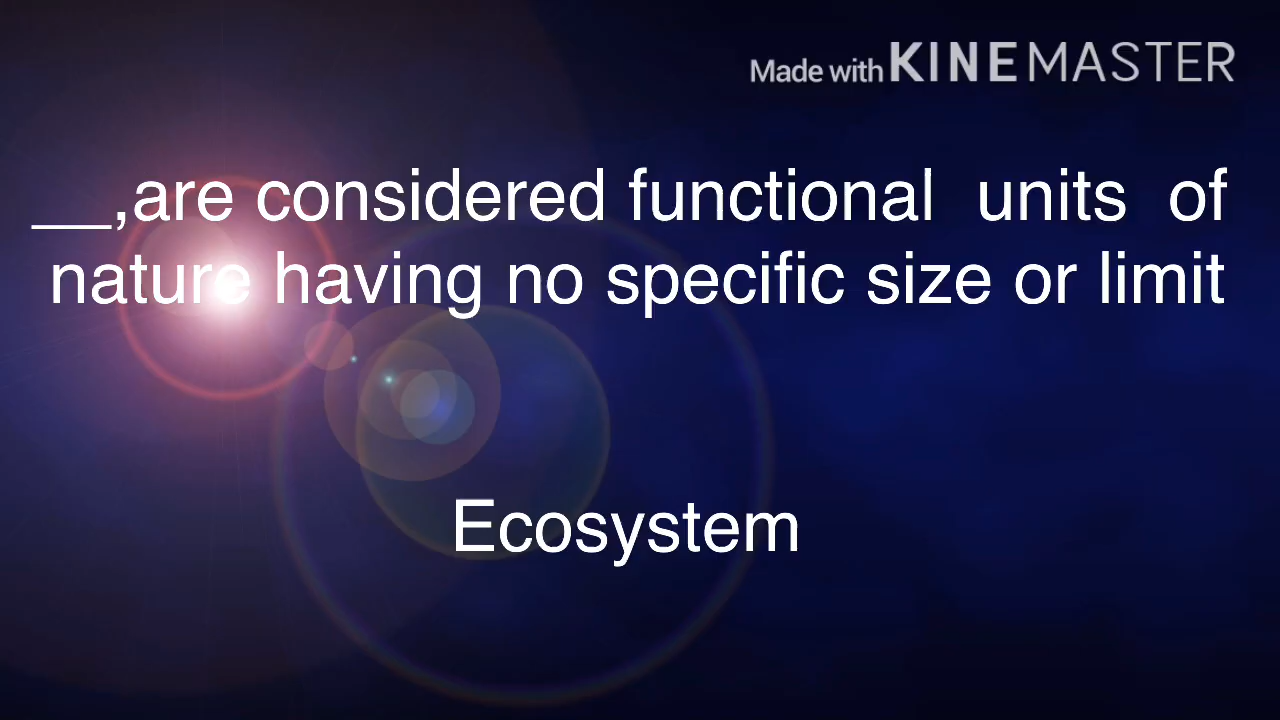 Made with KINEMASTER
__,are considered functional units of
nature having no specific size or limit
Ecosystem